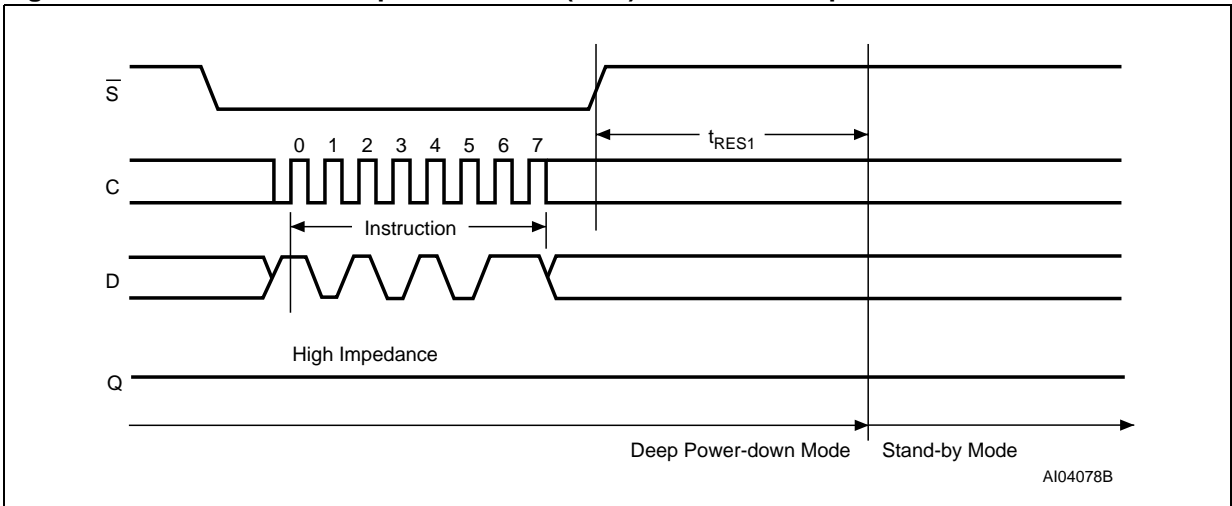 S
tRES1
0 1 2 3 4 5 6 7
C
Instruction
D
High Impedance
Q
Deep Power-down Mode Stand-by Mode
AI04078B